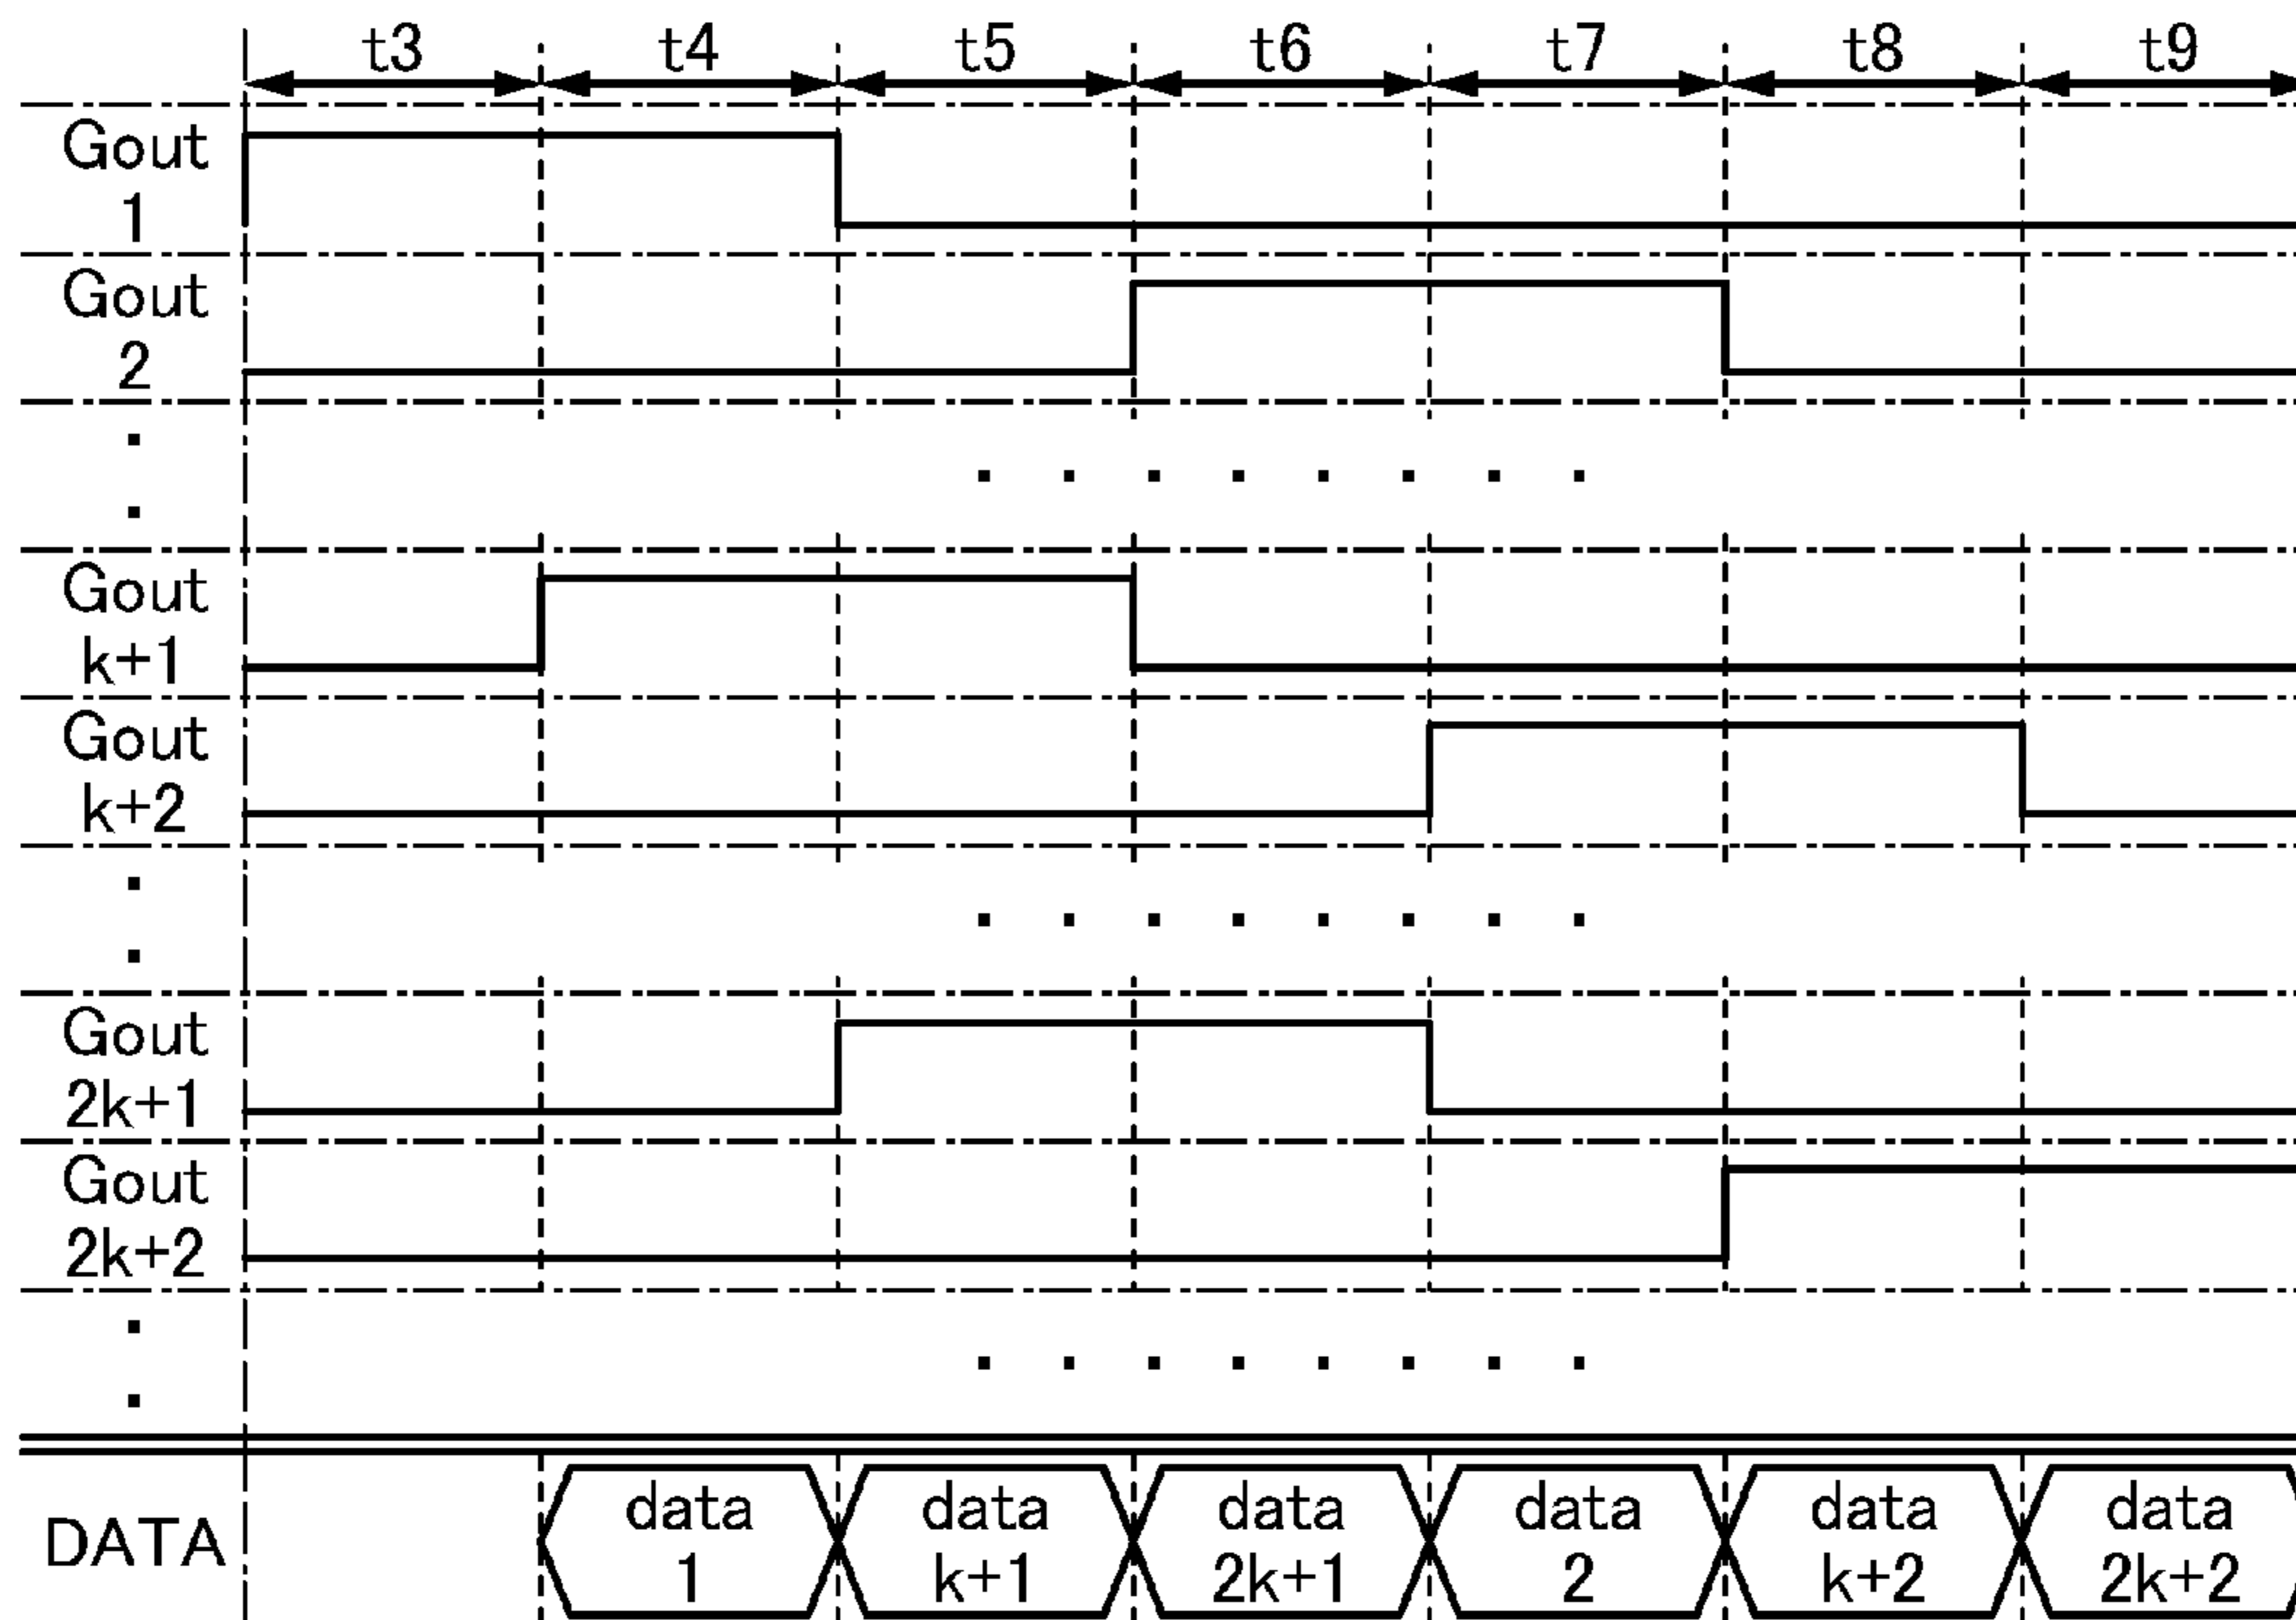 t3 t4 t5 t6 t7 t8 t9
Gout
1
Gout
2
Gout
k+1
Gout
k+2
Gout
2k+1
Gout
2k+2
DATA
data
1
data
k+1
data
2k+1
data
2
data
k+2
data
2k+2